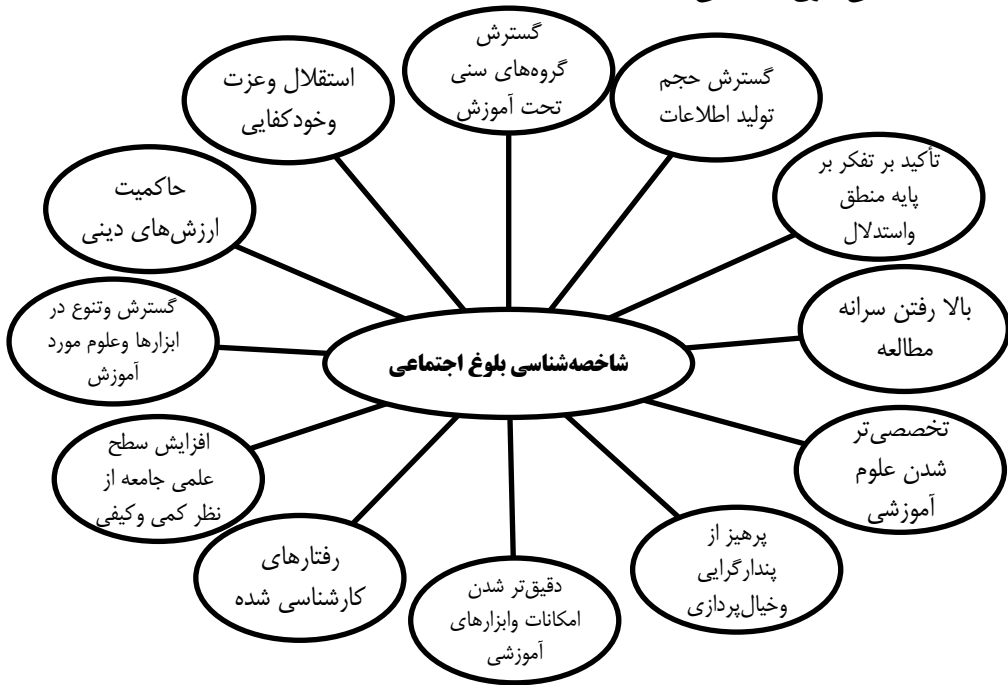 گسترش
گروه‌های سنی
تحت آموزش
گسترش حجم
تولید اطلاعات
تأکید بر تفکر بر
پایه منطق
واستدلال
بالا رفتن سرانه
مطالعه
تخصصی‌تر
شدن علوم
آموزشی
پرهیز از
پندارگرایی
وخیال‌پردازی
دقیق‌تر شدن
امکانات وابزارهای
آموزشی
رفتارهای
کارشناسی شده
افزایش سطح
علمی جامعه از
نظر کمی وکیفی
گسترش وتنوع در
ابزارها وعلوم مورد
آموزش
حاکمیت
ارزش‌های دینی
استقلال وعزت
وخودکفایی
شاخصه‌شناسی بلوغ اجتماعی